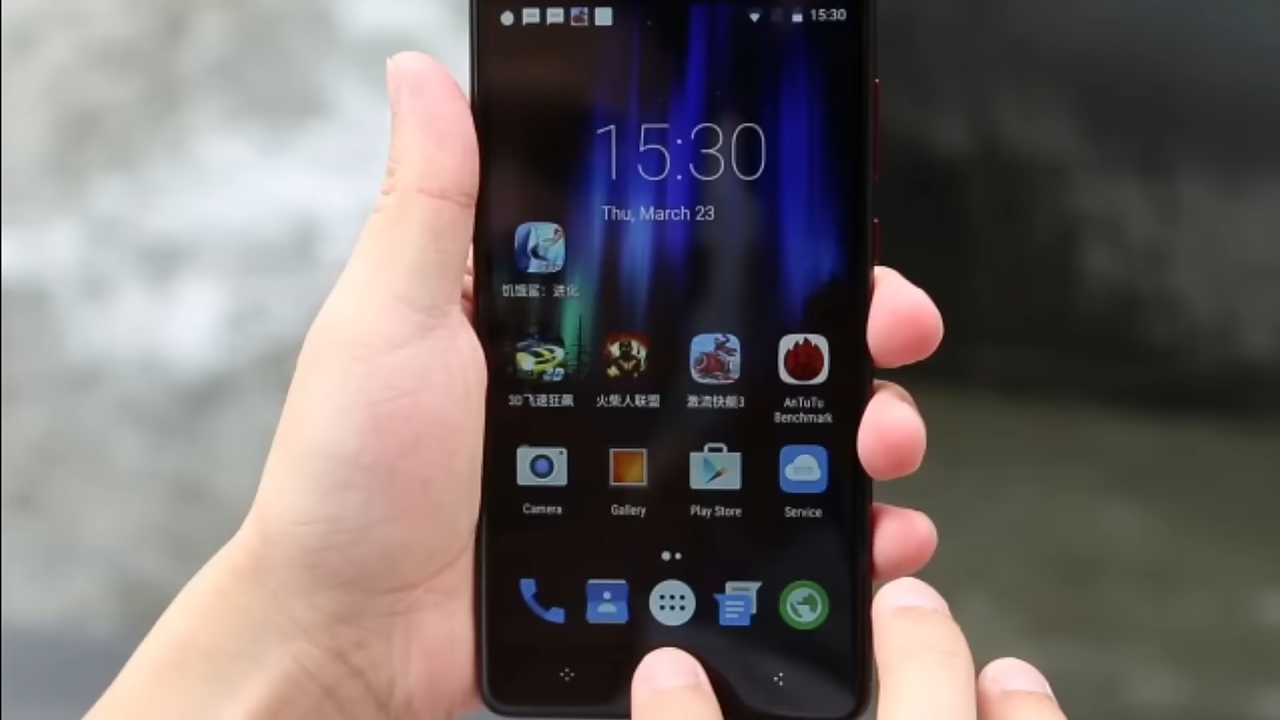 15:30
15:30
Thu, March 23
饥饿鲨：进化
3D飞速狂飙
火柴人联盟
激流快艇3
AnTuTu
Benchmark
Camera
Gallery
Play Store
Service